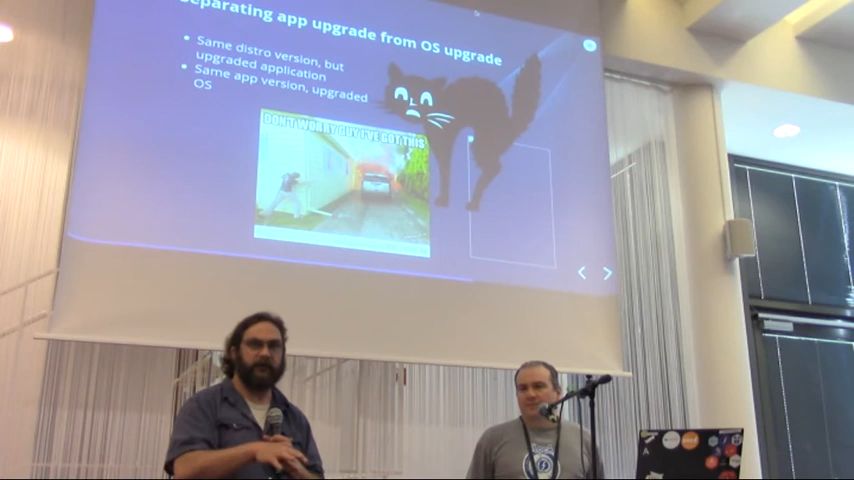 Separating app upgrade from OS upgrade
Same distro version, but
upgraded application
Same app version, upgraded
OS
DON'T WORRY GUY I'VE GOT THIS